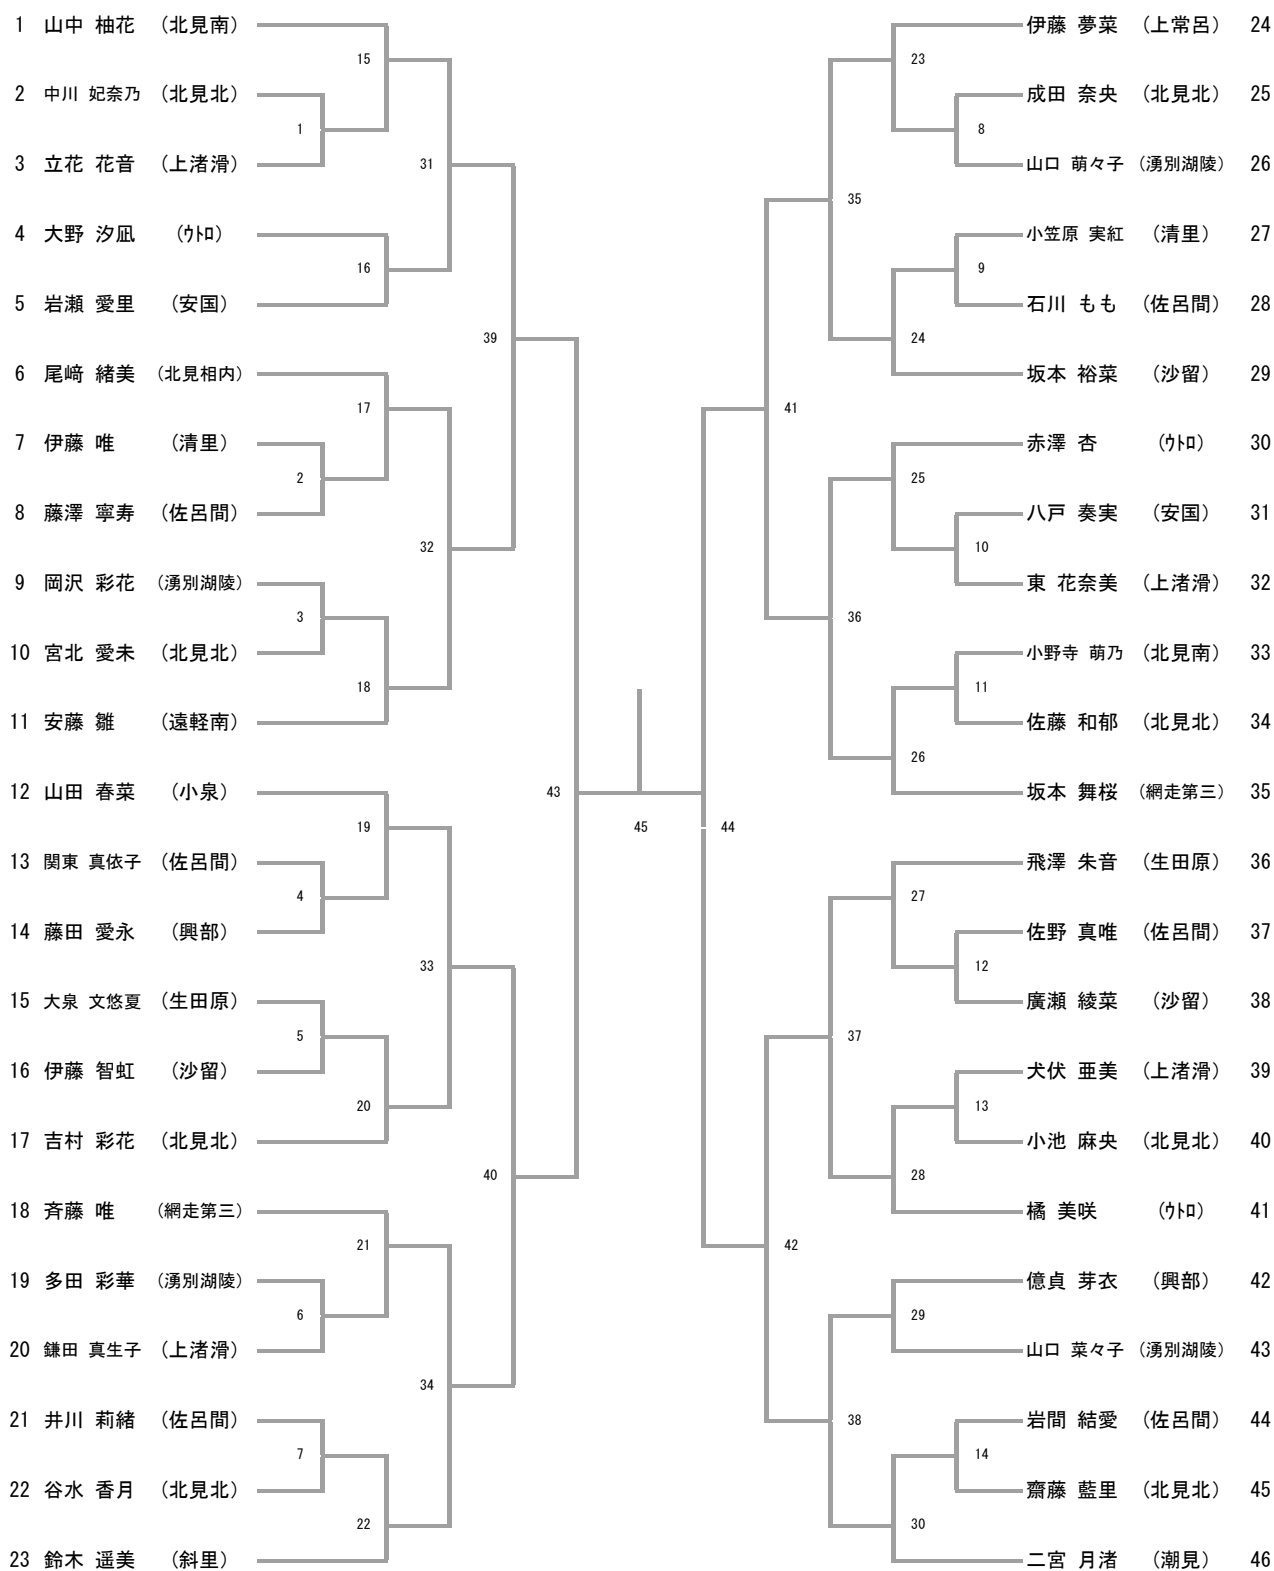 1 山中 柚花 (北見南)
2 中川 妃奈乃 (北見北)
3 立花 花音 (上渚滑)
4 大野 汐凪 (ｳﾄﾛ)
5 岩瀬 愛里 (安国)
6 尾﨑 緒美 (北見相内)
7 伊藤 唯 (清里)
8 藤澤 寧寿 (佐呂間)
9 岡沢 彩花 (湧別湖陵)
10 宮北 愛未 (北見北)
11 安藤 雛 (遠軽南)
12 山田 春菜 (小泉)
13 関東 真依子 (佐呂間)
14 藤田 愛永 (興部)
15 大泉 文悠夏 (生田原)
16 伊藤 智虹 (沙留)
17 吉村 彩花 (北見北)
18 斉藤 唯 (網走第三)
19 多田 彩華 (湧別湖陵)
20 鎌田 真生子 (上渚滑)
21 井川 莉緒 (佐呂間)
22 谷水 香月 (北見北)
23 鈴木 遥美 (斜里)
15
1
31
16
39
17
2
32
3
18
43
19
4
33
5
20
40
21
6
34
7
22
45
44
23
8
35
9
24
41
25
10
36
11
26
27
12
37
13
28
42
29
38
14
30
伊藤 夢菜 (上常呂) 24
成田 奈央 (北見北) 25
山口 萌々子 (湧別湖陵) 26
小笠原 実紅 (清里) 27
石川 もも (佐呂間) 28
坂本 裕菜 (沙留) 29
赤澤 杏 (ｳﾄﾛ) 30
八戸 奏実 (安国) 31
東 花奈美 (上渚滑) 32
小野寺 萌乃 (北見南) 33
佐藤 和郁 (北見北) 34
坂本 舞桜 (網走第三) 35
飛澤 朱音 (生田原) 36
佐野 真唯 (佐呂間) 37
廣瀬 綾菜 (沙留) 38
犬伏 亜美 (上渚滑) 39
小池 麻央 (北見北) 40
橘 美咲 (ｳﾄﾛ) 41
億貞 芽衣 (興部) 42
山口 菜々子 (湧別湖陵) 43
岩間 結愛 (佐呂間) 44
齋藤 藍里 (北見北) 45
二宮 月渚 (潮見) 46